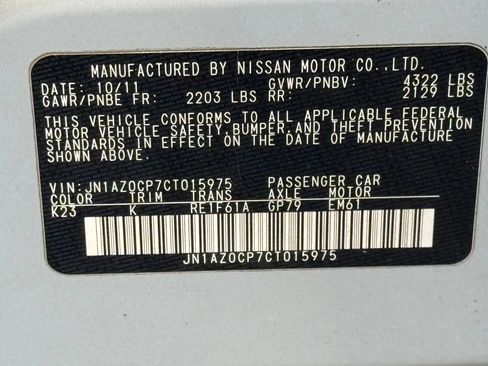 MANUFACTURED BY NISSAN MOTOR CO.,LTD.
DATE: 10/11 GVWR/PNBV: 4322 LBS
GAWR/PNBE FR: 2203 LBS RR: 2129 LBS
THIS VEHICLE CONFORMS TO ALL APPLICABLE FEDERAL
MOTOR VEHICLE SAFETY,BUMPER,AND THEFT PREVENTION
STANDARDS IN EFFECT ON THE DATE OF MANUFACTURE
SHOWN ABOVE.
VIN: JN1AZ0CP7CT015975 PASSENGER CAR
COLOR TRIM TRANS AXLE MOTOR
K23 K RE1F61A GP79 EM61
JN1AZ0CP7CT015975